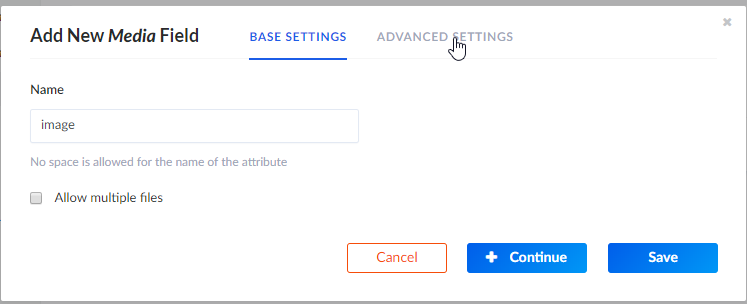 Add New Media Field BASE SETTINGS ADVANCED SETTINGS
Name
image
No space is allowed for the name of the attribute
Allow multiple files
Cancel + Continue Save